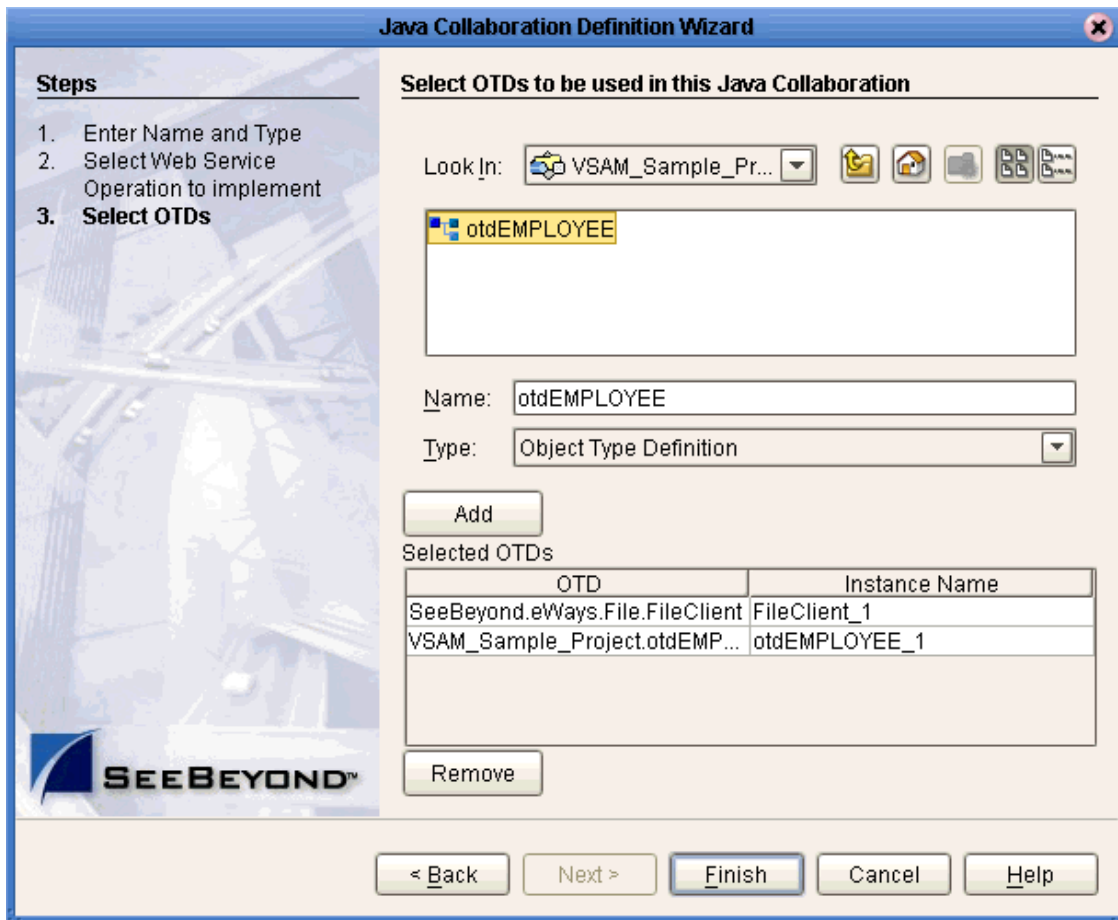 Java Collaboration Definition Wizard
Steps
1. Enter Name and Type
2. Select Web Service
Operation to implement
3. Select OTDs
SEEBEYOND™
Select OTDs to be used in this Java Collaboration
Look In: VSAM_Sample_Pr...
otdEMPLOYEE
Name: otdEMPLOYEE
Type: Object Type Definition
Add
Selected OTDs
OTD Instance Name
SeeBeyond.eWays.File.FileClient FileClient_1
VSAM_Sample_Project.otdEMP... otdEMPLOYEE_1
Remove
< Back Next > Finish Cancel Help